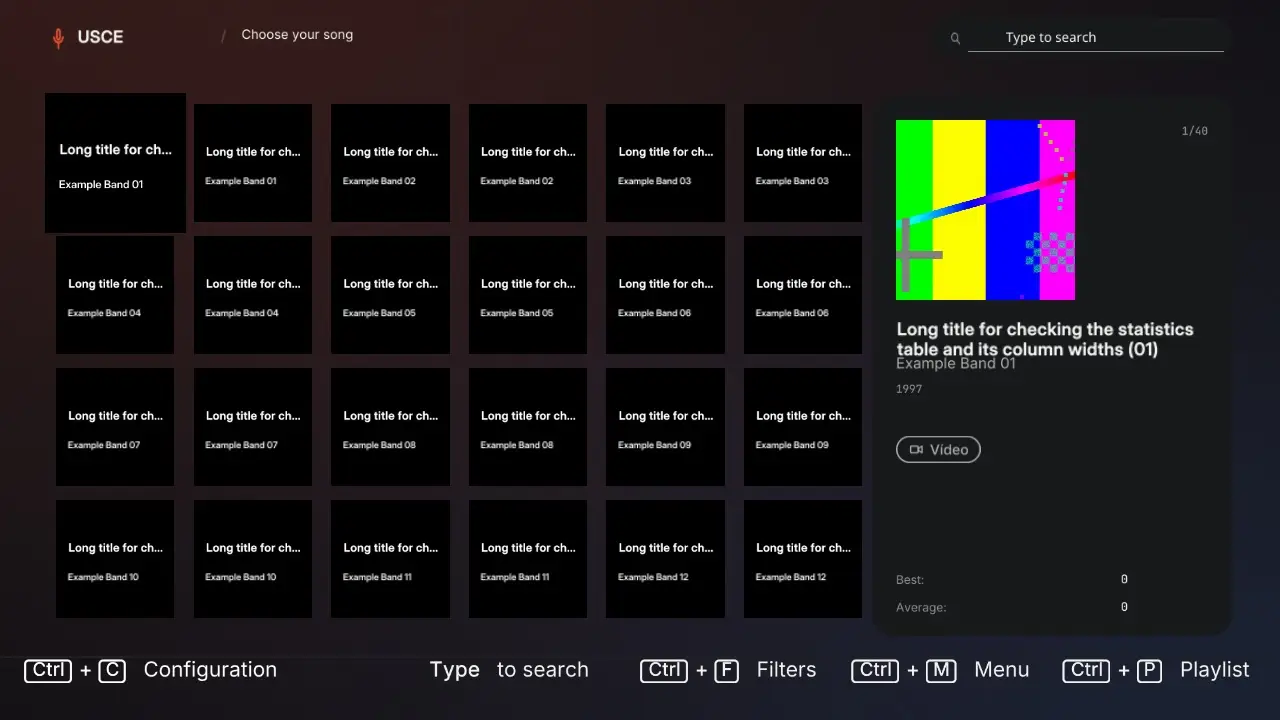 USCE
/ Choose your song
Type to search
Long title for ch...
Example Band 01
Long title for ch...
Example Band 01
Long title for ch...
Example Band 02
Long title for ch...
Example Band 02
Long title for ch...
Example Band 03
Long title for ch...
Example Band 03
Long title for ch...
Example Band 04
Long title for ch...
Example Band 04
Long title for ch...
Example Band 05
Long title for ch...
Example Band 05
Long title for ch...
Example Band 06
Long title for ch...
Example Band 06
Long title for ch...
Example Band 07
Long title for ch...
Example Band 07
Long title for ch...
Example Band 08
Long title for ch...
Example Band 08
Long title for ch...
Example Band 09
Long title for ch...
Example Band 09
Long title for ch...
Example Band 10
Long title for ch...
Example Band 10
Long title for ch...
Example Band 11
Long title for ch...
Example Band 11
Long title for ch...
Example Band 12
Long title for ch...
Example Band 12
1/40
Long title for checking the statistics
table and its column widths (01)
Example Band 01
1997
Vídeo
Best: 0
Average: 0
Ctrl + C Configuration
Type to search
Ctrl + F Filters
Ctrl + M Menu
Ctrl + P Playlist